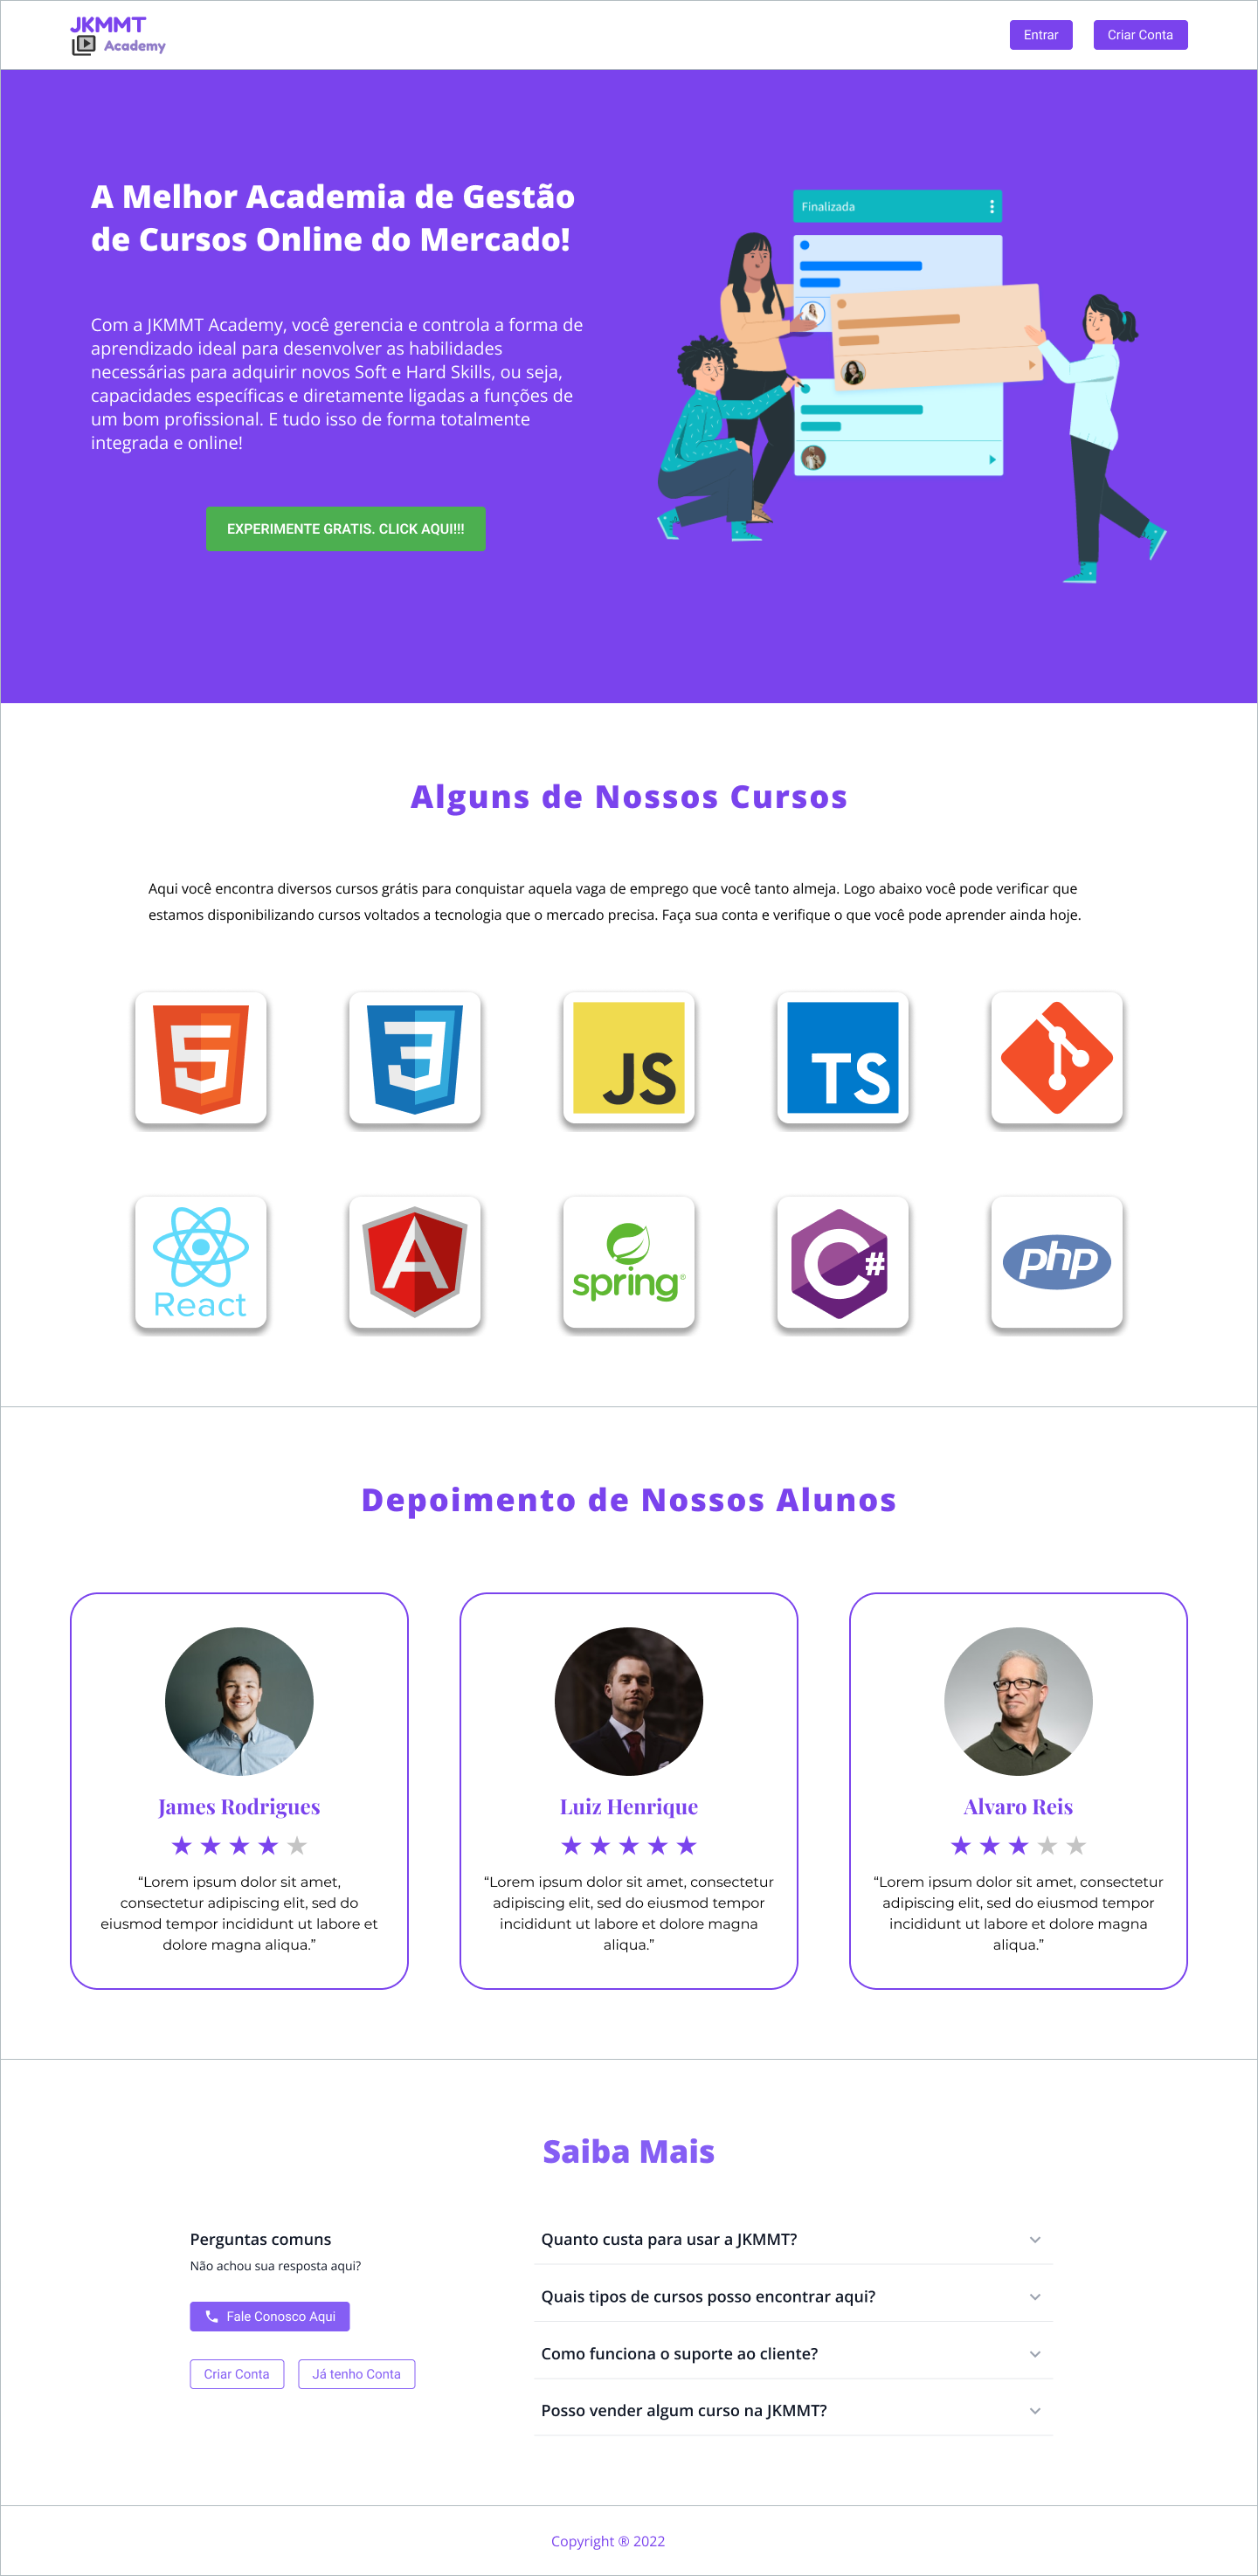 JKMMT
Academy
Entrar
Criar Conta
A Melhor Academia de Gestão
de Cursos Online do Mercado!
Com a JKMMT Academy, você gerencia e controla a forma de
aprendizado ideal para desenvolver as habilidades
necessárias para adquirir novos Soft e Hard Skills, ou seja,
capacidades específicas e diretamente ligadas a funções de
um bom profissional. E tudo isso de forma totalmente
integrada e online!
EXPERIMENTE GRATIS. CLICK AQUI!!!
Finalizada
Alguns de Nossos Cursos
Aqui você encontra diversos cursos grátis para conquistar aquela vaga de emprego que você tanto almeja. Logo abaixo você pode verificar que
estamos disponibilizando cursos voltados a tecnologia que o mercado precisa. Faça sua conta e verifique o que você pode aprender ainda hoje.
5
3
JS
TS
React
A
spring®
C#
php
Depoimento de Nossos Alunos
James Rodrigues
“Lorem ipsum dolor sit amet,
consectetur adipiscing elit, sed do
eiusmod tempor incididunt ut labore et
dolore magna aliqua.”
Luiz Henrique
“Lorem ipsum dolor sit amet, consectetur
adipiscing elit, sed do eiusmod tempor
incididunt ut labore et dolore magna
aliqua.”
Alvaro Reis
“Lorem ipsum dolor sit amet, consectetur
adipiscing elit, sed do eiusmod tempor
incididunt ut labore et dolore magna
aliqua.”
Saiba Mais
Perguntas comuns
Não achou sua resposta aqui?
Fale Conosco Aqui
Criar Conta
Já tenho Conta
Quanto custa para usar a JKMMT?
Quais tipos de cursos posso encontrar aqui?
Como funciona o suporte ao cliente?
Posso vender algum curso na JKMMT?
Copyright ® 2022